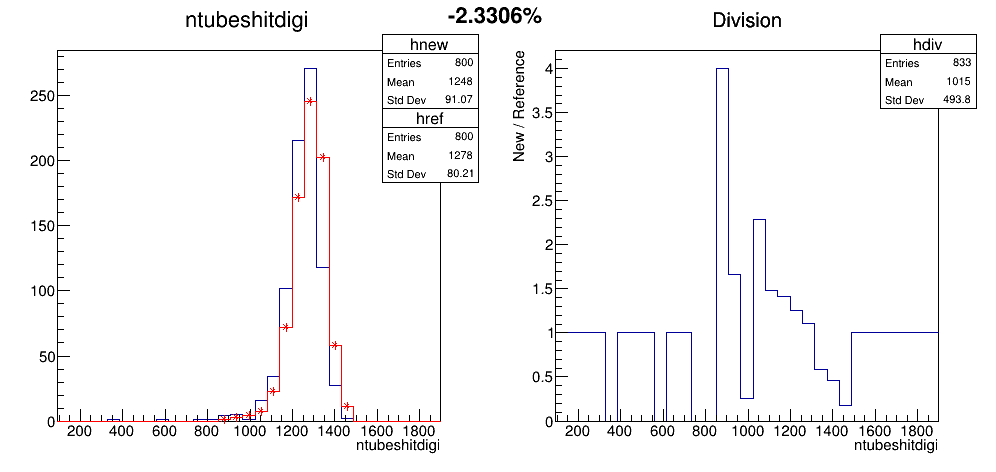 ntubeshitdigi
-2.3306%
Division
hnew
Entries 800
Mean 1248
Std Dev 91.07
href
Entries 800
Mean 1278
Std Dev 80.21
250
200
150
100
50
0
200 400 600 800 1000 1200 1400 1600 1800
ntubeshitdigi
hdiv
Entries 833
Mean 1015
Std Dev 493.8
New / Reference
4
3.5
3
2.5
2
1.5
1
0.5
0
200 400 600 800 1000 1200 1400 1600 1800
ntubeshitdigi